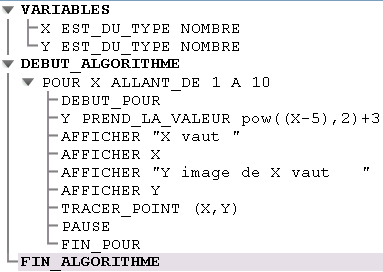 VARIABLES
X EST_DU_TYPE NOMBRE
Y EST_DU_TYPE NOMBRE
DEBUT_ALGORITHME
POUR X ALLANT_DE 1 A 10
DEBUT_POUR
Y PREND_LA_VALEUR pow((X-5),2)+3
AFFICHER "X vaut "
AFFICHER X
AFFICHER "Y image de X vaut   "
AFFICHER Y
TRACER_POINT (X,Y)
PAUSE
FIN_POUR
FIN_ALGORITHME